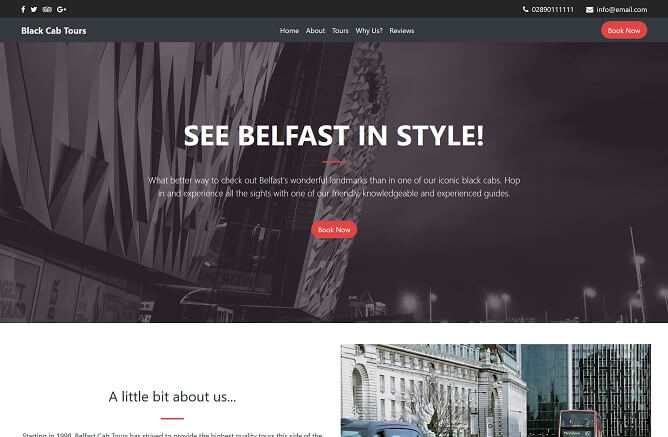 02890111111 info@email.com
Black Cab Tours Home About Tours Why Us? Reviews Book Now
SEE BELFAST IN STYLE!
What better way to check out Belfast's wonderful landmarks than in one of our iconic black cabs. Hop
in and experience all the sights with one of our friendly, knowledgeable and experienced guides.
Book Now
A little bit about us...
Starting in 1998, Belfast Cab Tours has strived to provide the highest quality tours this side of the